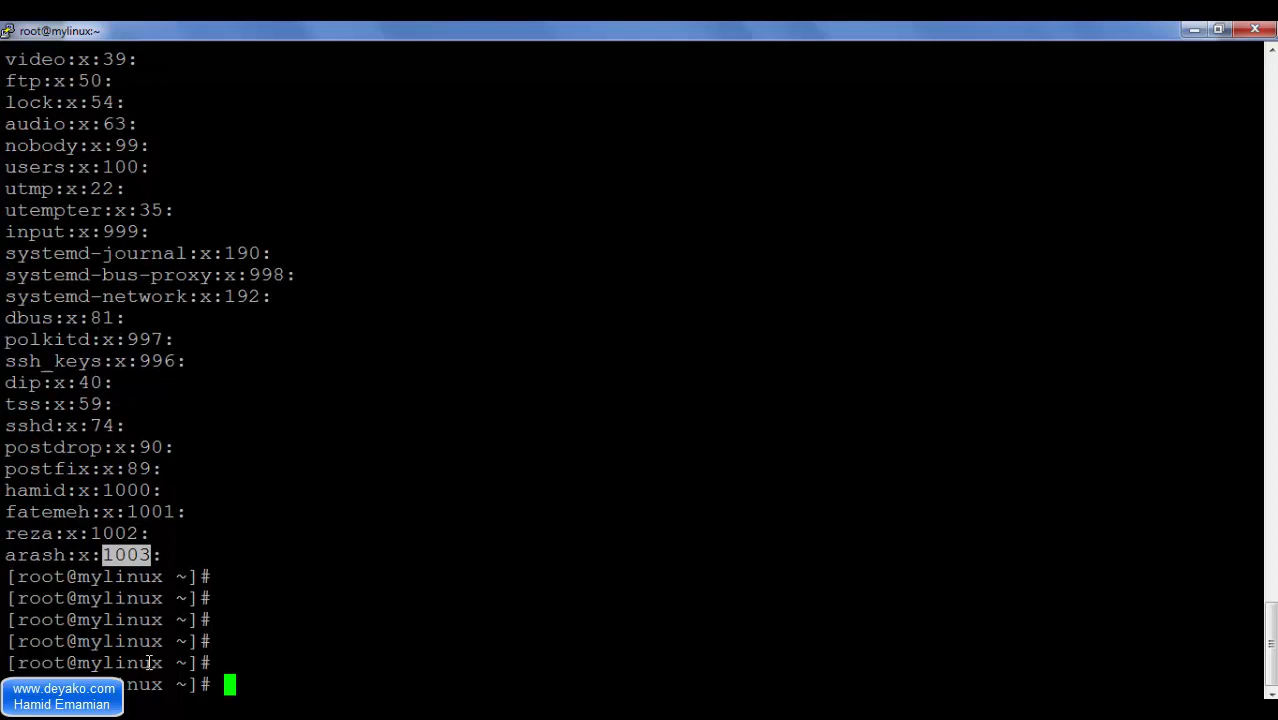 root@mylinux:~
video:x:39:
ftp:x:50:
lock:x:54:
audio:x:63:
nobody:x:99:
users:x:100:
utmp:x:22:
utempter:x:35:
input:x:999:
systemd-journal:x:190:
systemd-bus-proxy:x:998:
systemd-network:x:192:
dbus:x:81:
polkitd:x:997:
ssh_keys:x:996:
dip:x:40:
tss:x:59:
sshd:x:74:
postdrop:x:90:
postfix:x:89:
hamid:x:1000:
fatemeh:x:1001:
reza:x:1002:
arash:x:1003:
[root@mylinux ~]#
[root@mylinux ~]#
[root@mylinux ~]#
[root@mylinux ~]#
[root@mylinux ~]#
nux ~]#
www.deyako.com
Hamid Emamian